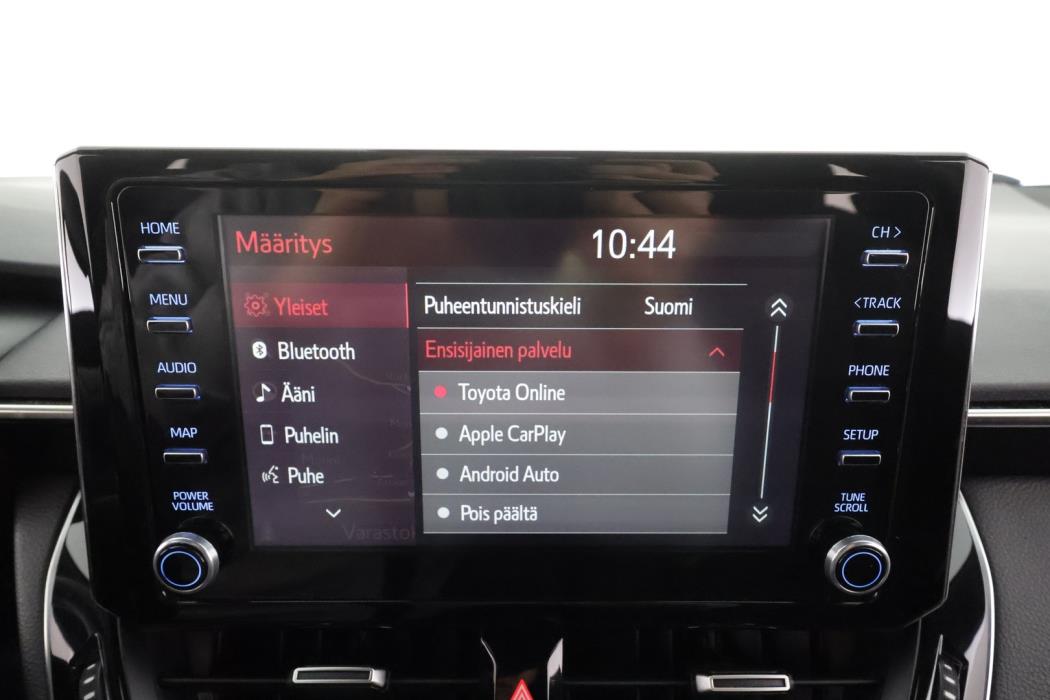 HOME
MENU
AUDIO
MAP
POWER
VOLUME
Määritys
10:44
Yleiset
Bluetooth
Ääni
Puhelin
Puhe
Puheentunnistuskieli Suomi
Ensisijainen palvelu
Toyota Online
Apple CarPlay
Android Auto
Pois päältä
CH >
<TRACK
PHONE
SETUP
TUNE
SCROLL